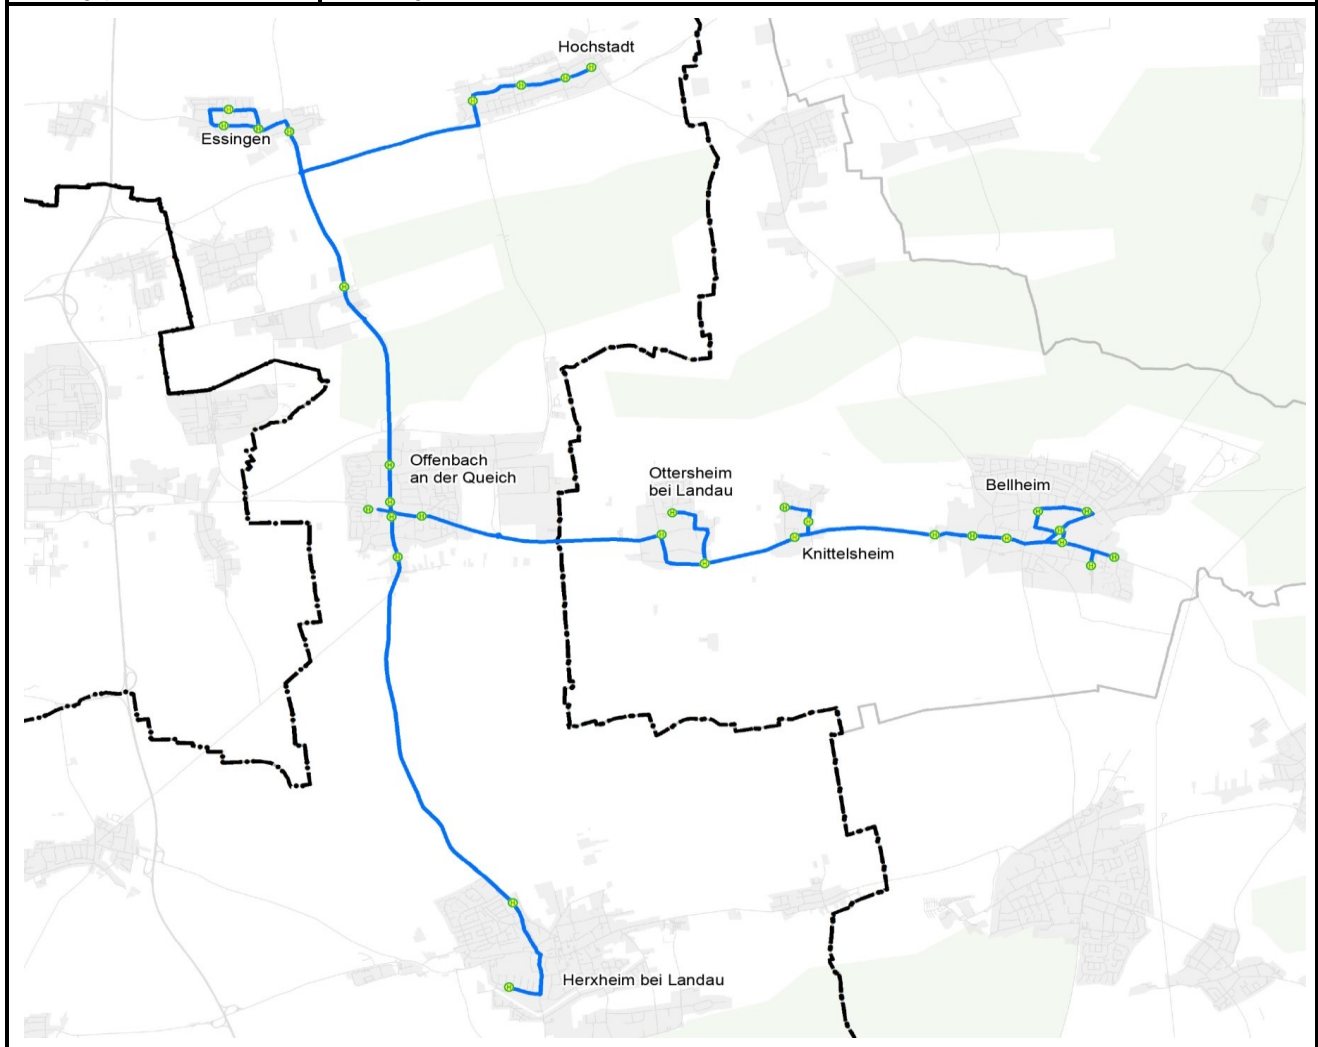 Hochstadt
Essingen
Offenbach
an der Queich
Ottersheim
bei Landau
Bellheim
Knittelsheim
Herxheim bei Landau